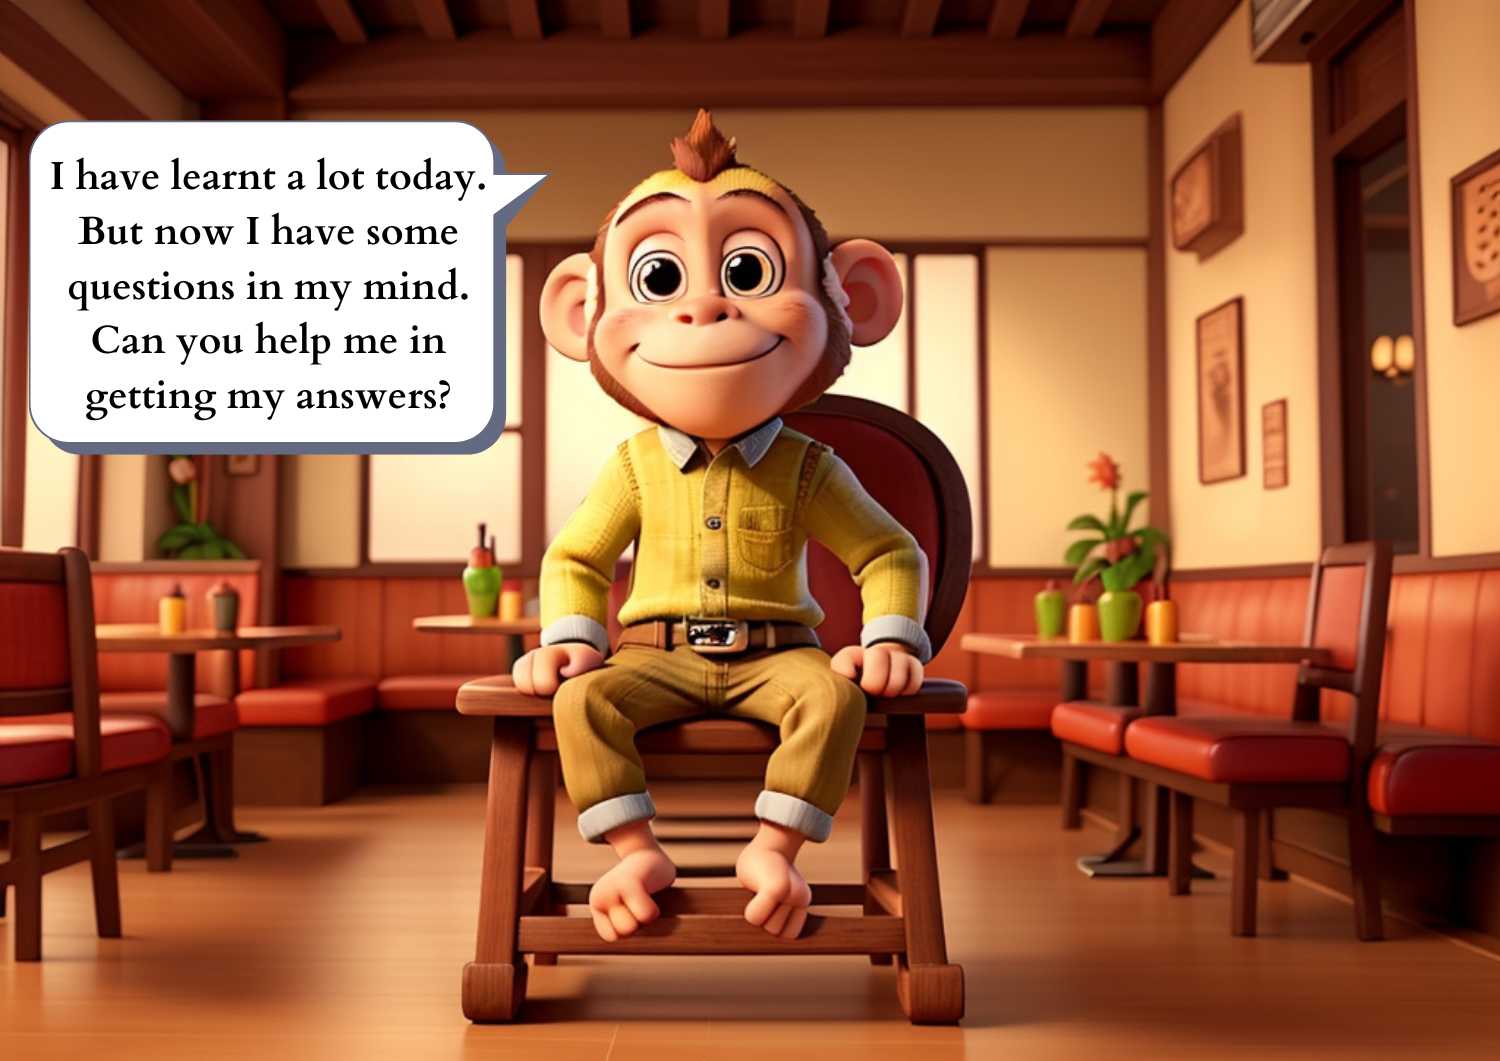 I have learnt a lot today.
But now I have some
questions in my mind.
Can you help me in
getting my answers?